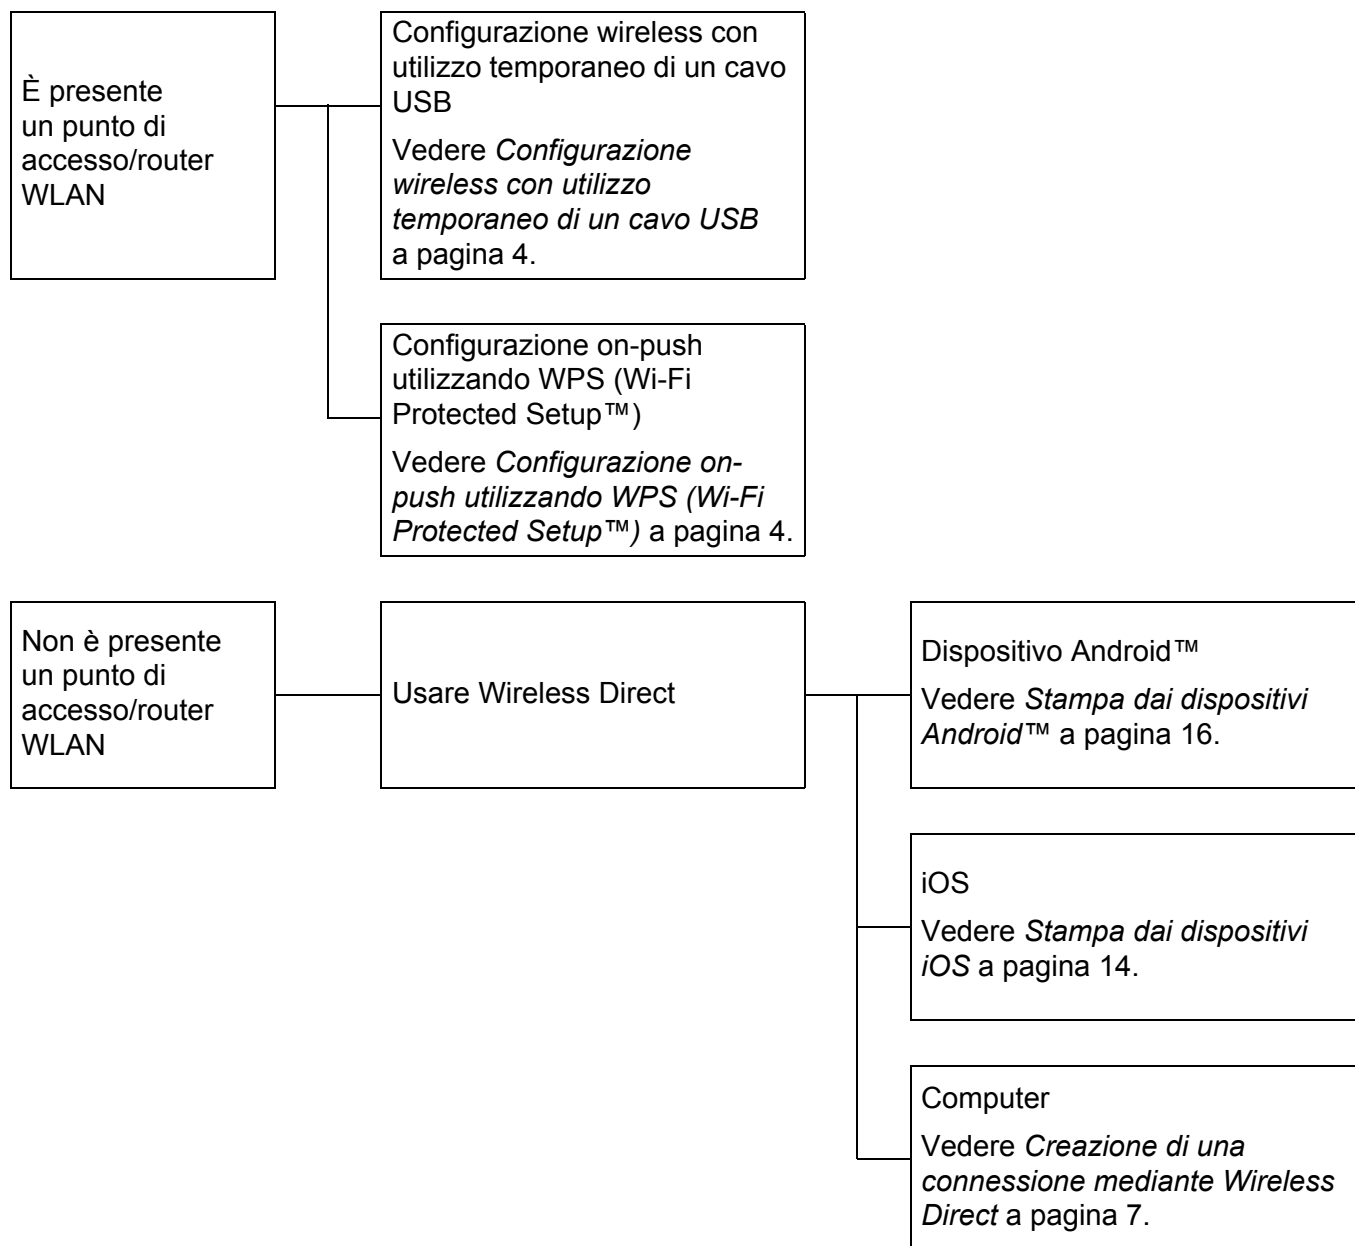 È presente
un punto di
accesso/router
WLAN
Configurazione wireless con
utilizzo temporaneo di un cavo
USB
Vedere Configurazione
wireless con utilizzo
temporaneo di un cavo USB
a pagina 4.
Configurazione on-push
utilizzando WPS (Wi-Fi
Protected Setup™)
Vedere Configurazione on-
push utilizzando WPS (Wi-Fi
Protected Setup™) a pagina 4.
Non è presente
un punto di
accesso/router
WLAN
Usare Wireless Direct
Dispositivo Android™
Vedere Stampa dai dispositivi
Android™ a pagina 16.
iOS
Vedere Stampa dai dispositivi
iOS a pagina 14.
Computer
Vedere Creazione di una
connessione mediante Wireless
Direct a pagina 7.